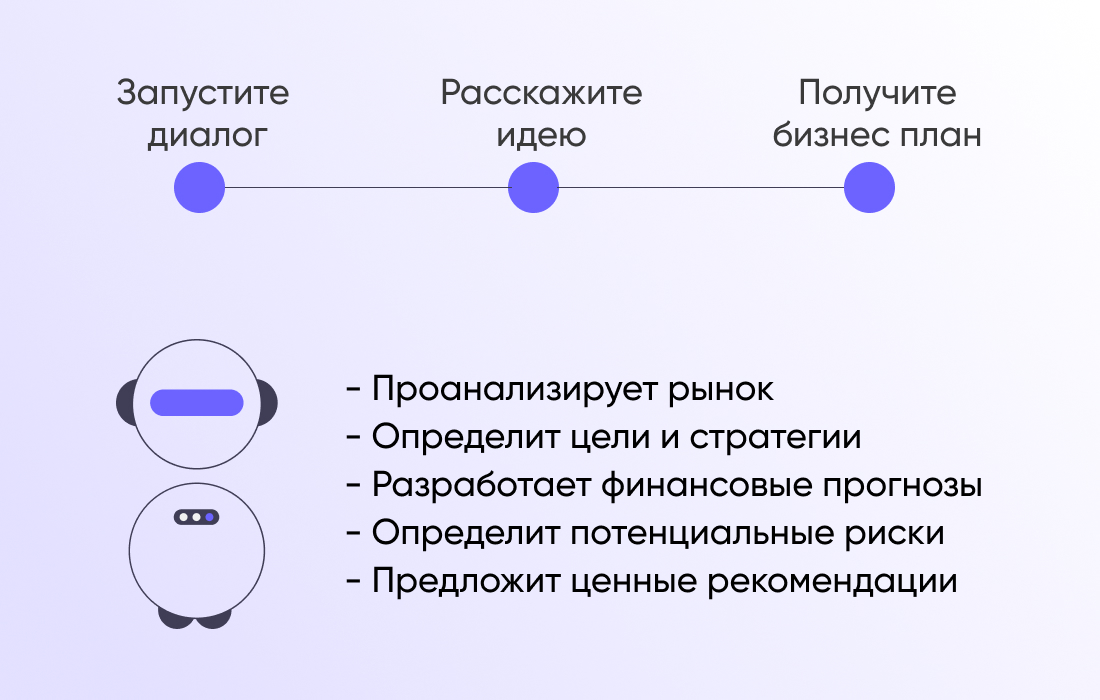 Запустите
диалог
Расскажите
идею
Получите
бизнес план
- Проанализирует рынок
- Определит цели и стратегии
- Разработает финансовые прогнозы
- Определит потенциальные риски
- Предложит ценные рекомендации